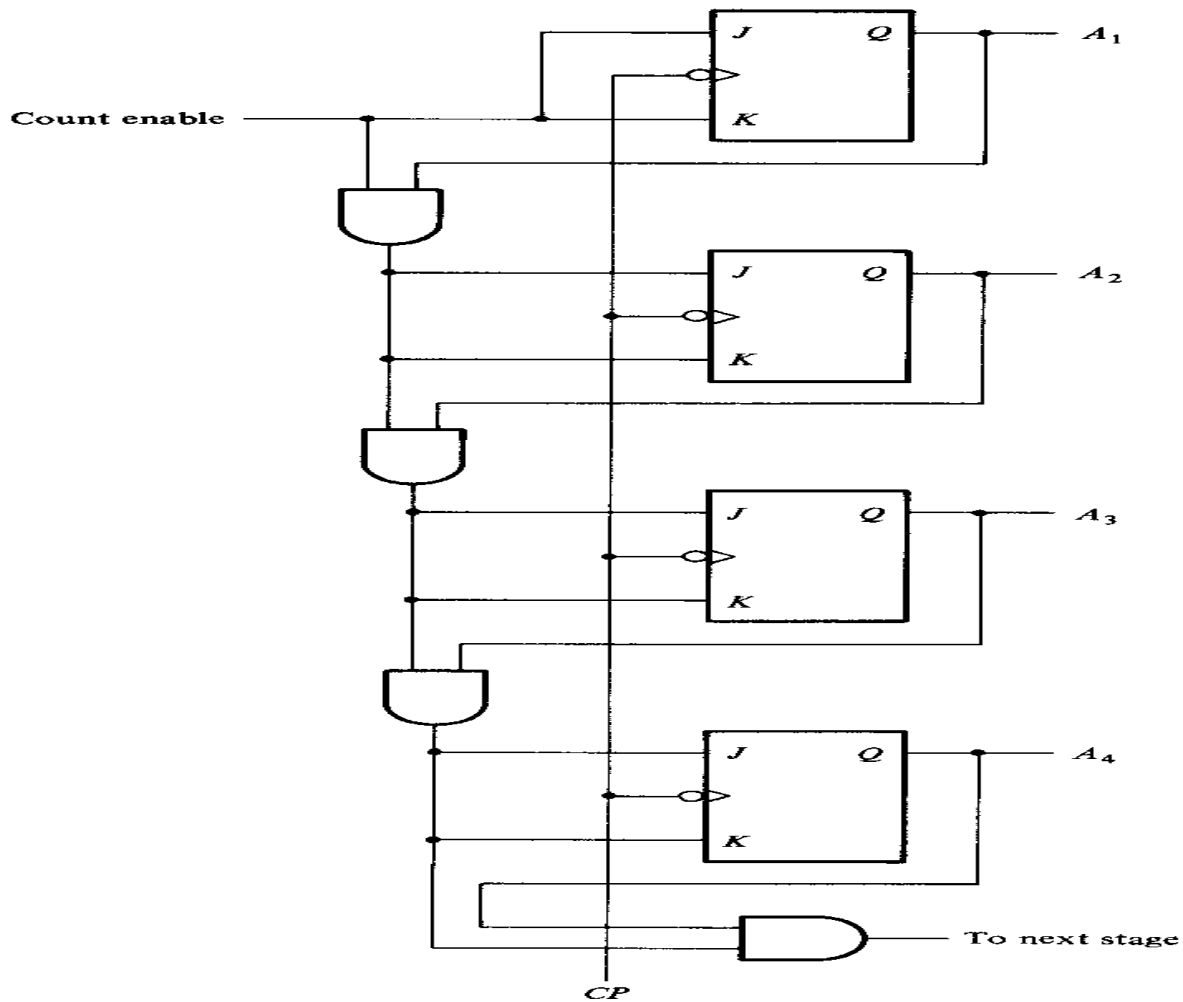 J Q A1
Count enable
K
J Q A2
K
J Q A3
K
J Q A4
K
To next stage
CP